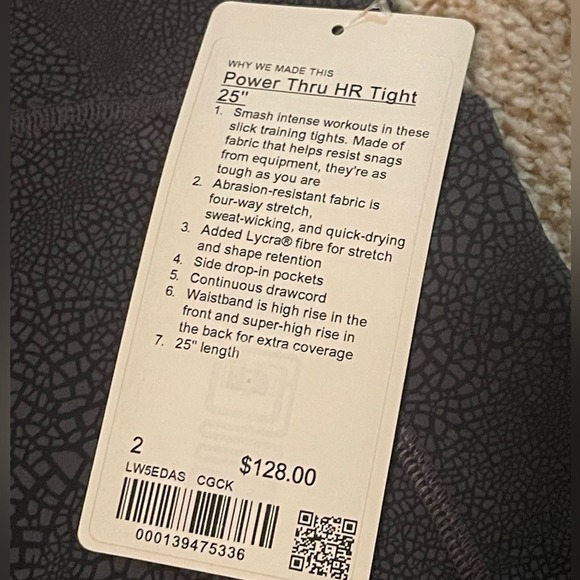 WHY WE MADE THIS
Power Thru HR Tight
25"
1. Smash intense workouts in these
slick training tights. Made of
fabric that helps resist snags
from equipment, they're as
tough as you are
2. Abrasion-resistant fabric is
four-way stretch,
sweat-wicking, and quick-drying
3. Added Lycra® fibre for stretch
and shape retention
4. Side drop-in pockets
5. Continuous drawcord
6. Waistband is high rise in the
front and super-high rise in
the back for extra coverage
7. 25" length
2
$128.00
LW5EDAS CGCK
000139475336